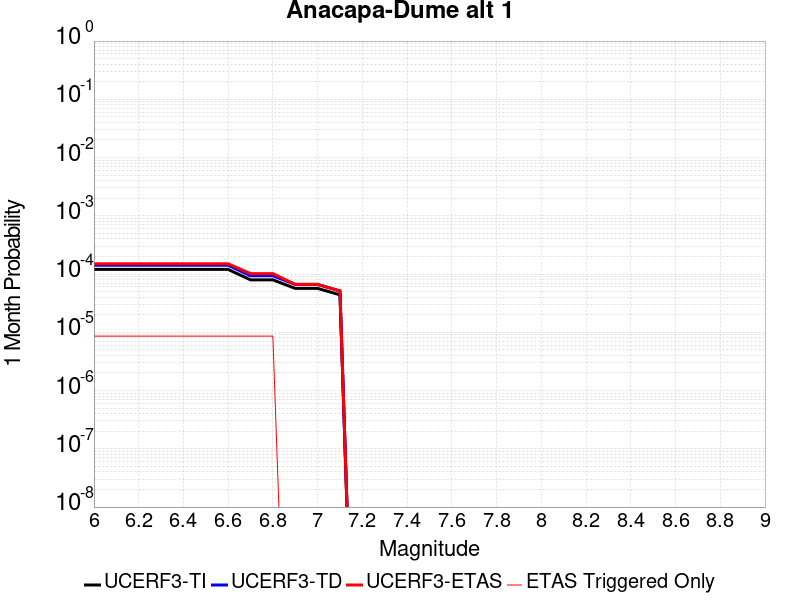 Anacapa-Dume alt 1
1 Month Probability
10^0
10^-1
10^-2
10^-3
10^-4
10^-5
10^-6
10^-7
10^-8
6 6.2 6.4 6.6 6.8 7 7.2 7.4 7.6 7.8 8 8.2 8.4 8.6 8.8 9
Magnitude
UCERF3-TI UCERF3-TD UCERF3-ETAS ETAS Triggered Only